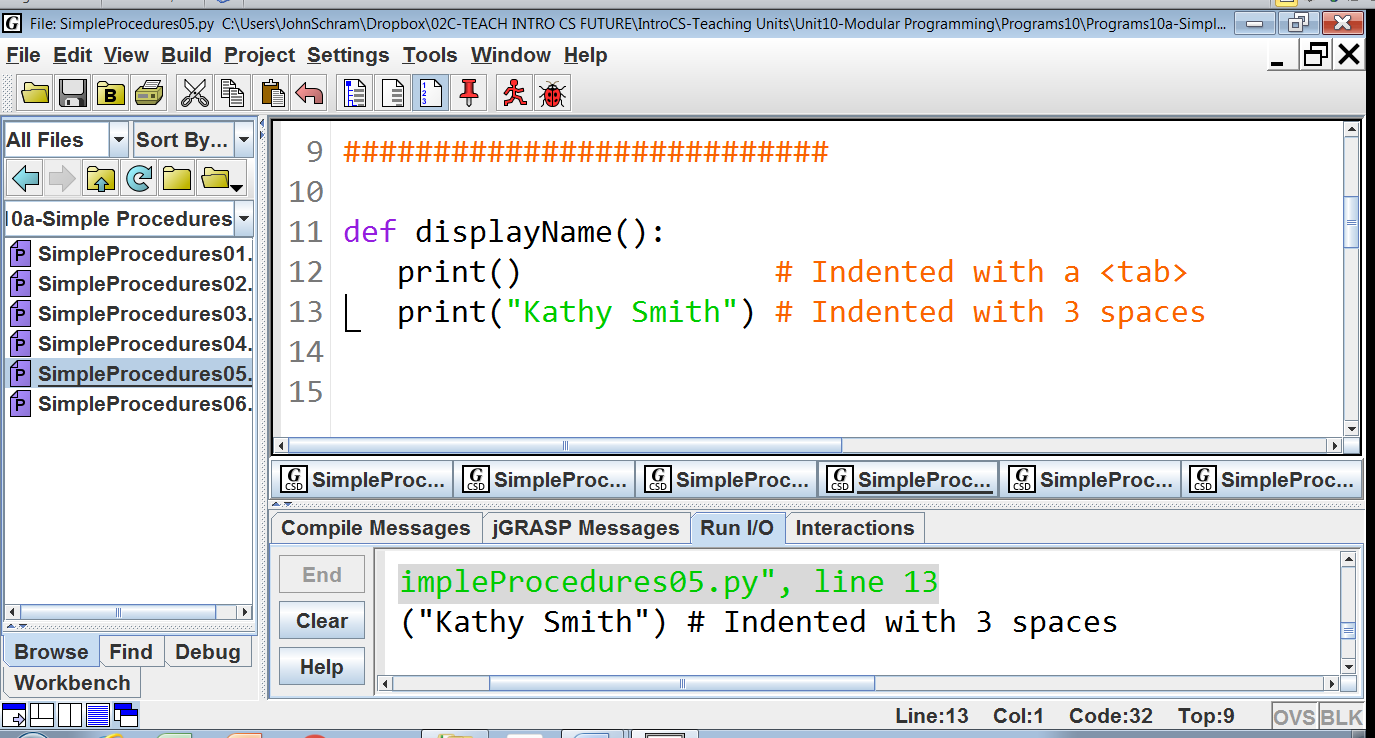 File: SimpleProcedures05.py  C:\Users\JohnSchram\Dropbox\02C-TEACH INTRO CS FUTURE\IntroCS-Teaching Units\Unit10-Modular Programming\Programs10\Programs10a-Simpl...
File Edit View Build Project Settings Tools Window Help
All Files Sort By...
10a-Simple Procedures
SimpleProcedures01.
SimpleProcedures02.
SimpleProcedures03.
SimpleProcedures04.
SimpleProcedures05.
SimpleProcedures06.
Browse Find Debug
Workbench
9 ###########################
10
11 def displayName():
12    print()              # Indented with a <tab>
13    print("Kathy Smith") # Indented with 3 spaces
14
15
SimpleProc... SimpleProc... SimpleProc... SimpleProc... SimpleProc... SimpleProc...
Compile Messages jGRASP Messages Run I/O Interactions
End
Clear
Help
impleProcedures05.py", line 13
("Kathy Smith") # Indented with 3 spaces
Line:13 Col:1 Code:32 Top:9 OVS BLK